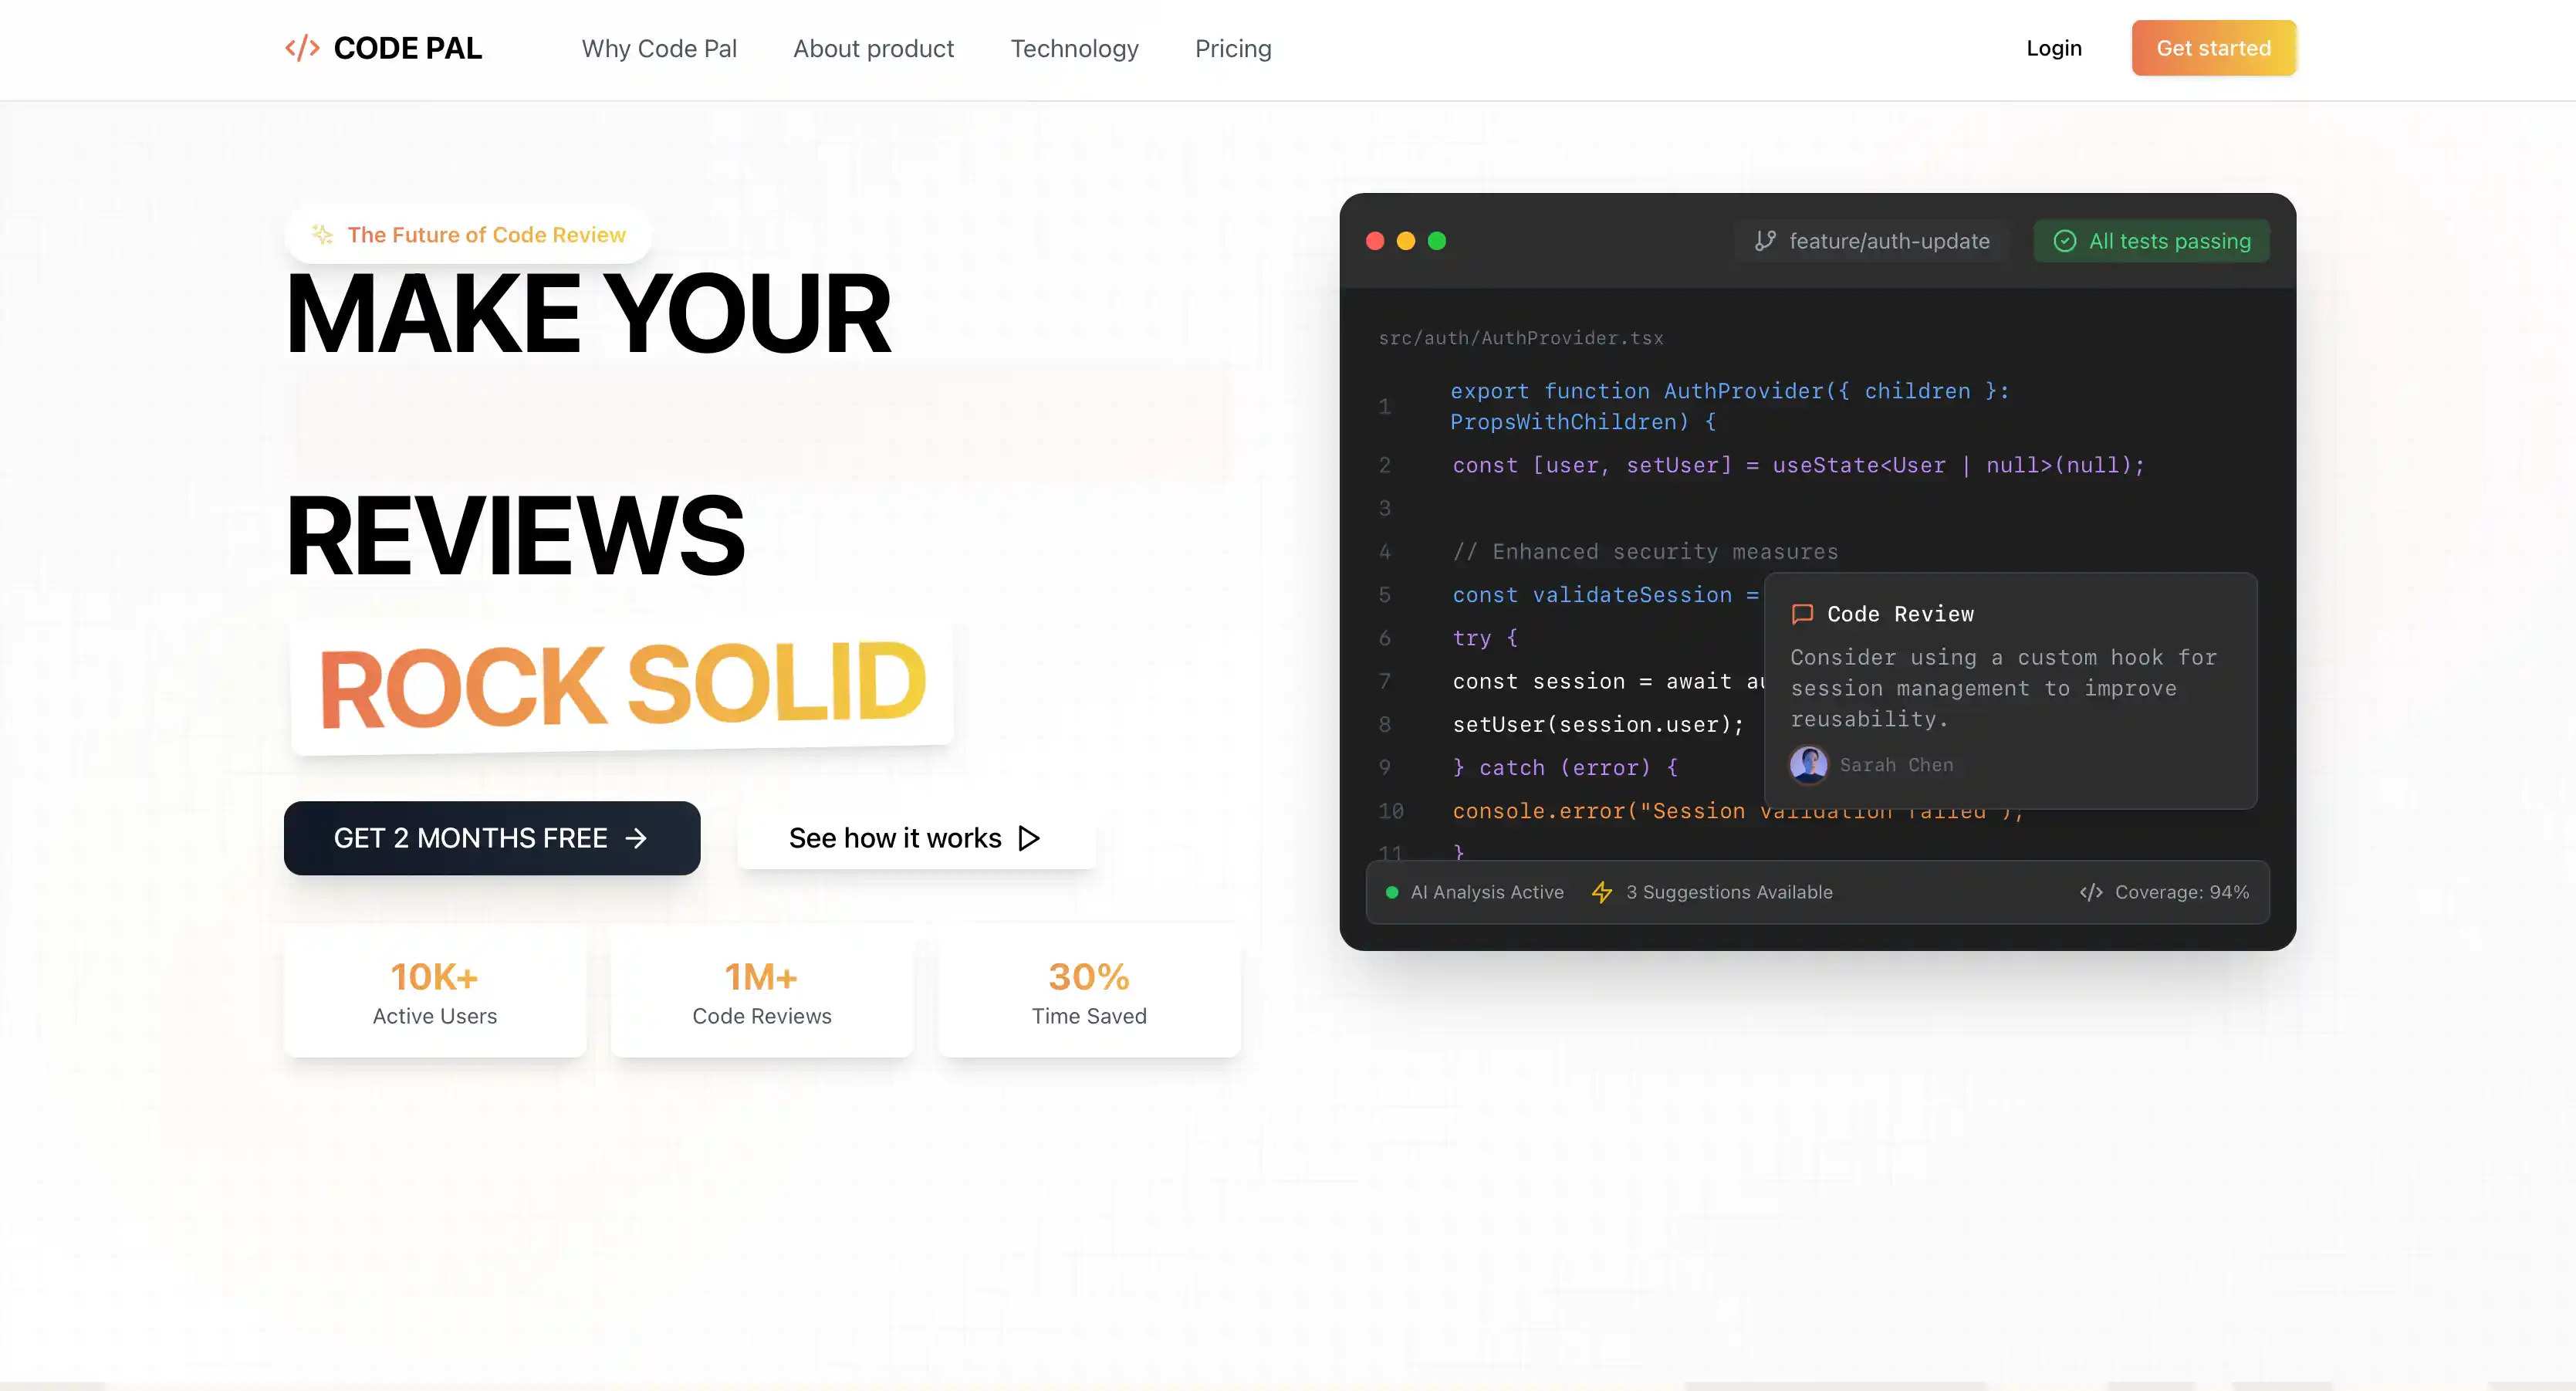 CODE PAL
Why Code Pal
About product
Technology
Pricing
Login
Get started
The Future of Code Review
MAKE YOUR
REVIEWS
ROCK SOLID
GET 2 MONTHS FREE
See how it works
10K+
Active Users
1M+
Code Reviews
30%
Time Saved
feature/auth-update
All tests passing
src/auth/AuthProvider.tsx
1 export function AuthProvider({ children }:
PropsWithChildren) {
2 const [user, setUser] = useState<User | null>(null);
3
4 // Enhanced security measures
5 const validateSession =
6 try {
7 const session = await
8 setUser(session.user);
9 } catch (error) {
10 console.error("Session validation failed");
11 }
Code Review
Consider using a custom hook for
session management to improve
reusability.
Sarah Chen
AI Analysis Active
3 Suggestions Available
Coverage: 94%